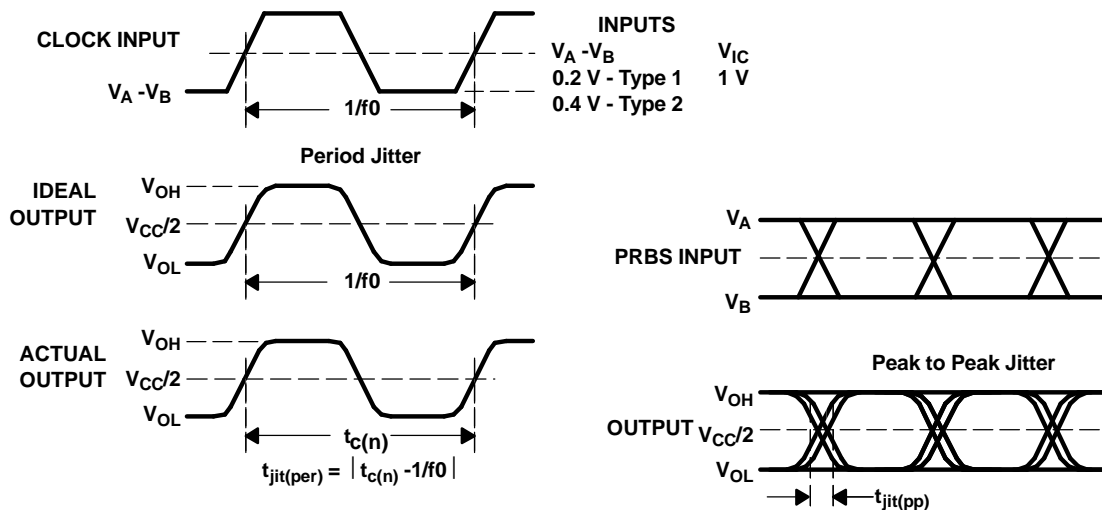 CLOCK INPUT
V_A -V_B
1/f0
INPUTS
V_A -V_B V_IC
0.2 V - Type 1 1 V
0.4 V - Type 2
Period Jitter
IDEAL
OUTPUT
V_OH
V_CC/2
V_OL
1/f0
ACTUAL
OUTPUT
V_OH
V_CC/2
V_OL
t_c(n)
t_jit(per) = | t_c(n) -1/f0 |
V_A
PRBS INPUT
V_B
Peak to Peak Jitter
V_OH
OUTPUT V_CC/2
V_OL
t_jit(pp)